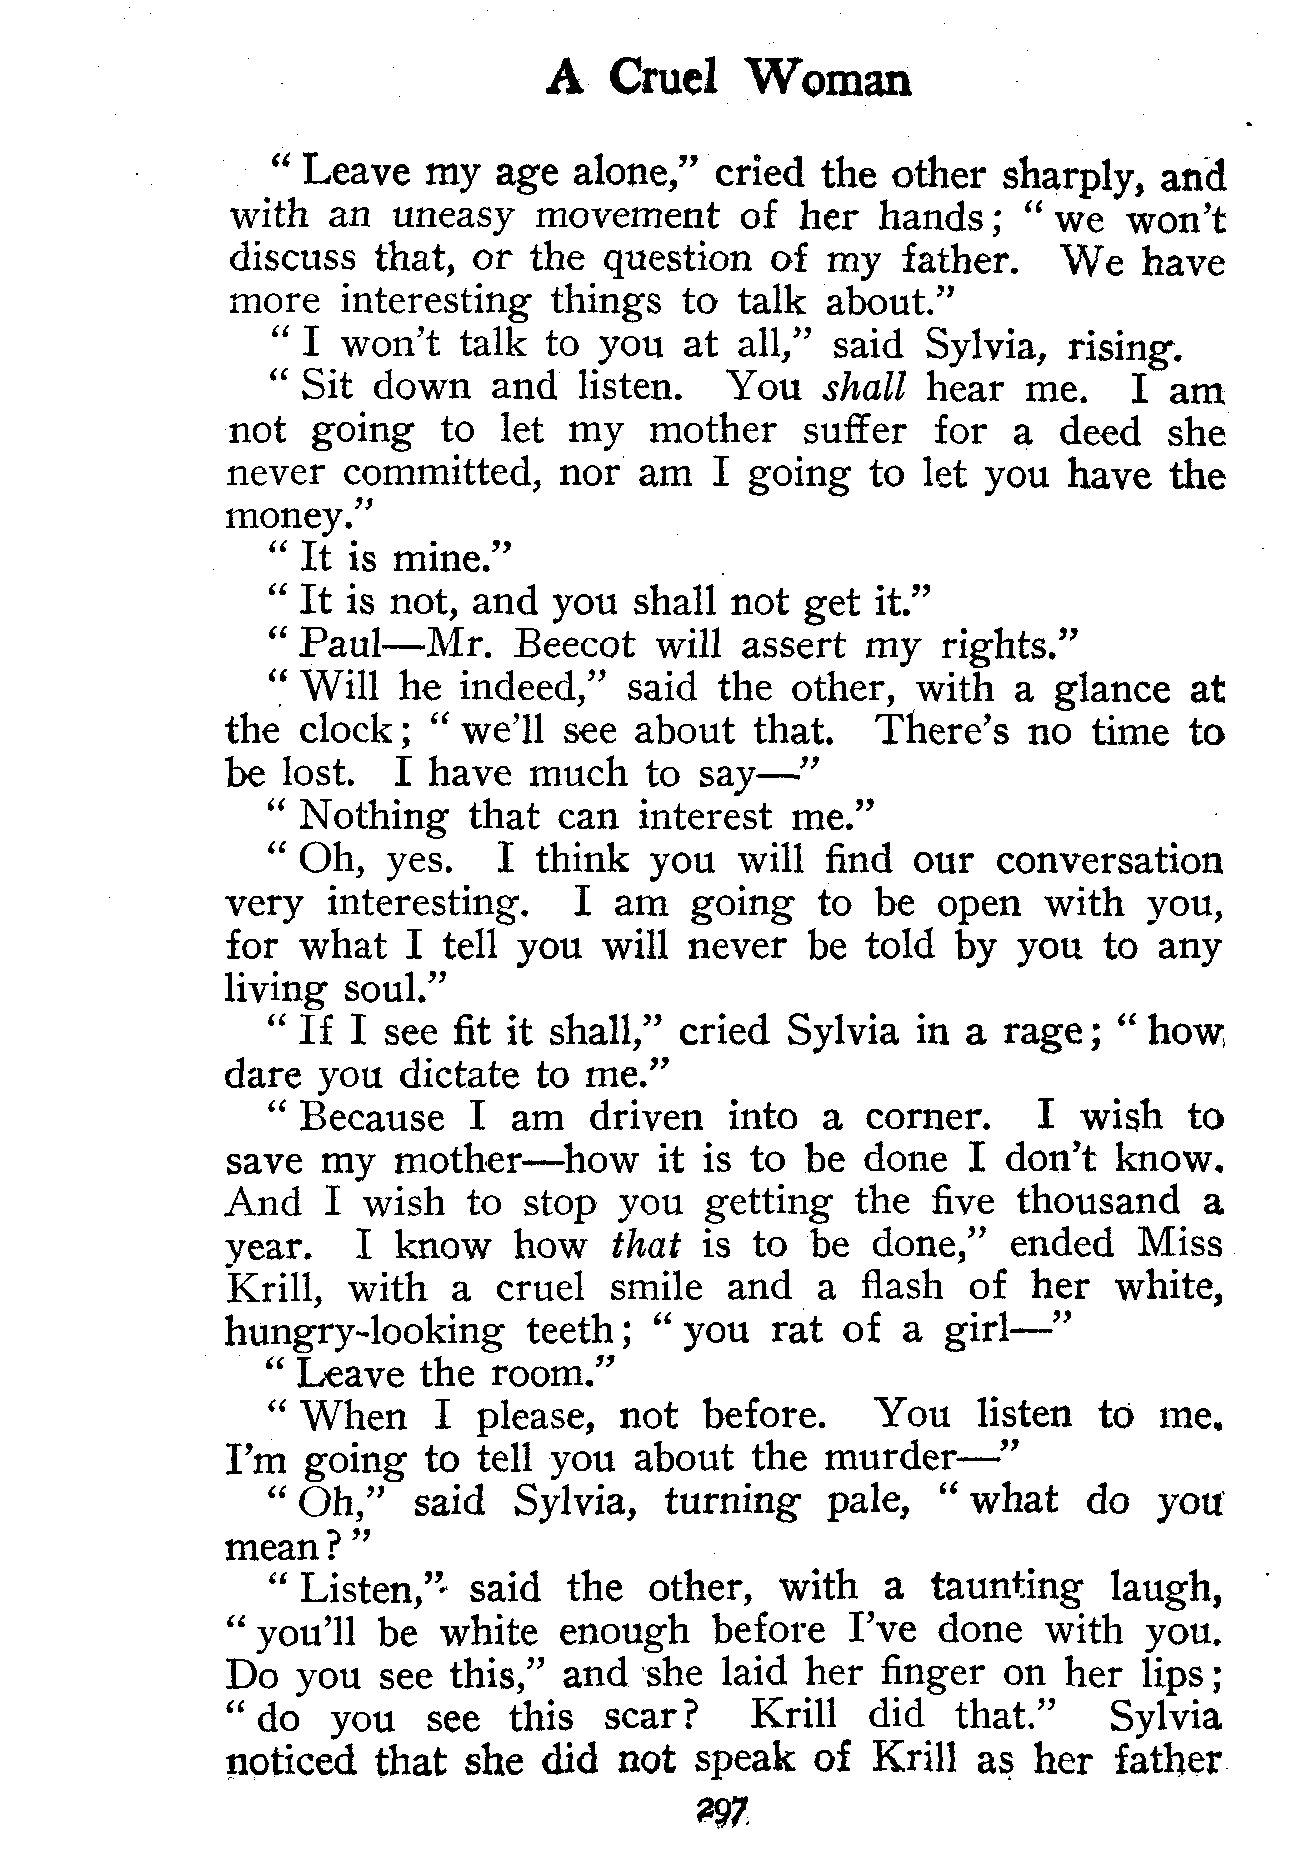 A Cruel Woman
“ Leave my age alone,” cried the other sharply, and
with an uneasy movement of her hands; “ we won’t
discuss that, or the question of my father. We have
more interesting things to talk about.”
“ I won’t talk to you at all,” said Sylvia, rising.
“ Sit down and listen. You shall hear me. I am
not going to let my mother suffer for a deed she
never committed, nor am I going to let you have the
money.”
“ It is mine.”
“ It is not, and you shall not get it.”
“ Paul—Mr. Beecot will assert my rights.”
“ Will he indeed,” said the other, with a glance at
the clock; “ we’ll see about that. There’s no time to
be lost. I have much to say—”
“ Nothing that can interest me.”
“ Oh, yes. I think you will find our conversation
very interesting. I am going to be open with you,
for what I tell you will never be told by you to any
living soul.”
“ If I see fit it shall,” cried Sylvia in a rage; “ how
dare you dictate to me.”
“ Because I am driven into a corner. I wish to
save my mother—how it is to be done I don’t know.
And I wish to stop you getting the five thousand a
year. I know how that is to be done,” ended Miss
Krill, with a cruel smile and a flash of her white,
hungry-looking teeth; “ you rat of a girl—”
“ Leave the room.”
“ When I please, not before. You listen to me.
I’m going to tell you about the murder—”
“ Oh,” said Sylvia, turning pale, “ what do you
mean? ”
“ Listen,” said the other, with a taunting laugh,
“ you’ll be white enough before I’ve done with you.
Do you see this,” and she laid her finger on her lips;
“ do you see this scar? Krill did that.” Sylvia
noticed that she did not speak of Krill as her father
297